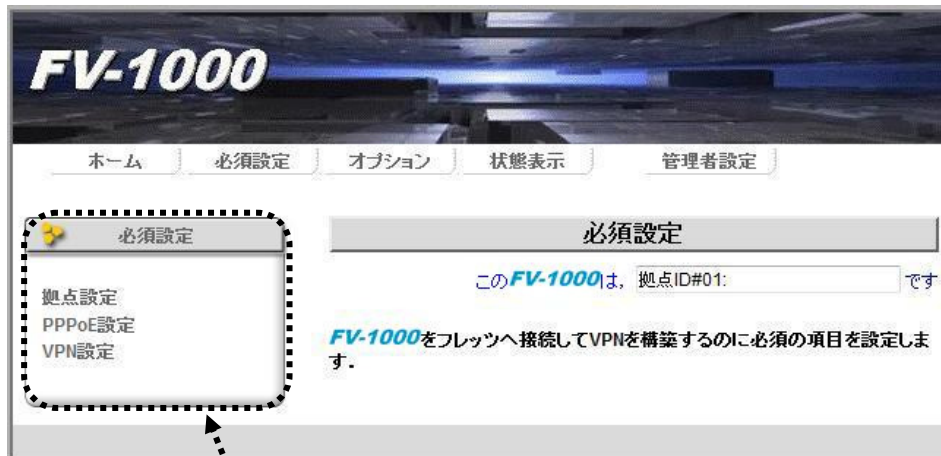 FV-1000
ホーム 必須設定 オプション 状態表示 管理者設定
必須設定
拠点設定
PPPoE設定
VPN設定
必須設定
このFV-1000は, 拠点ID#01: です
FV-1000をフレッツへ接続してVPNを構築するのに必須の項目を設定しま
す.